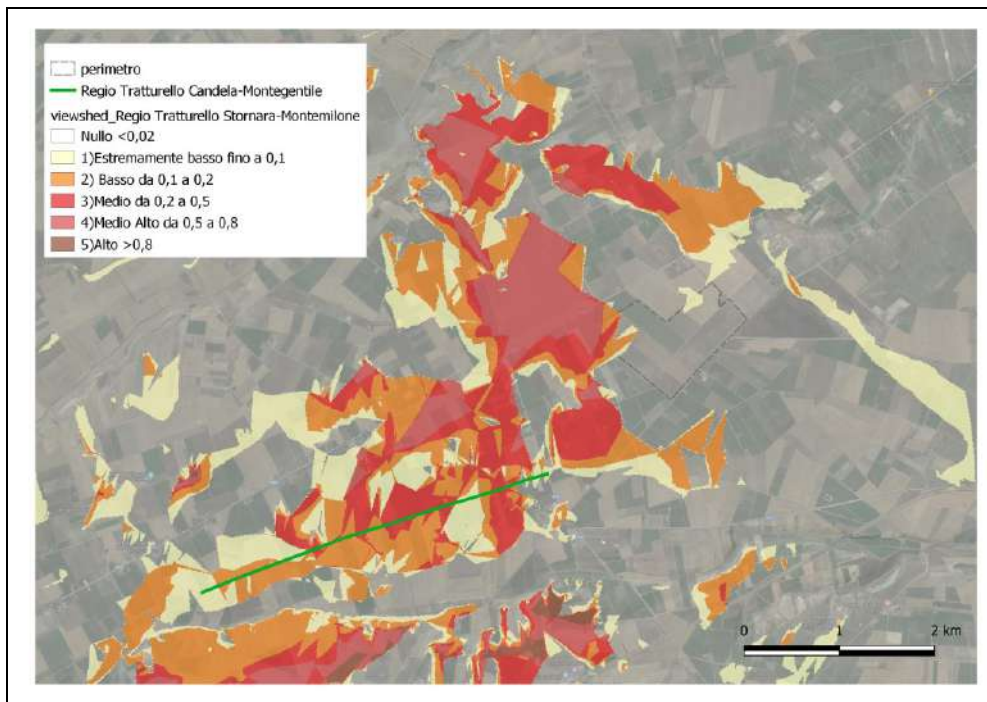 perimetro
Regio Tratturello Candela-Montegentile
viewshed_Regio Tratturello Stornara-Montemilone
Nullo <0,02
1)Estremamente basso fino a 0,1
2) Basso da 0,1 a 0,2
3)Medio da 0,2 a 0,5
4)Medio Alto da 0,5 a 0,8
5)Alto >0,8
0 1 2 km